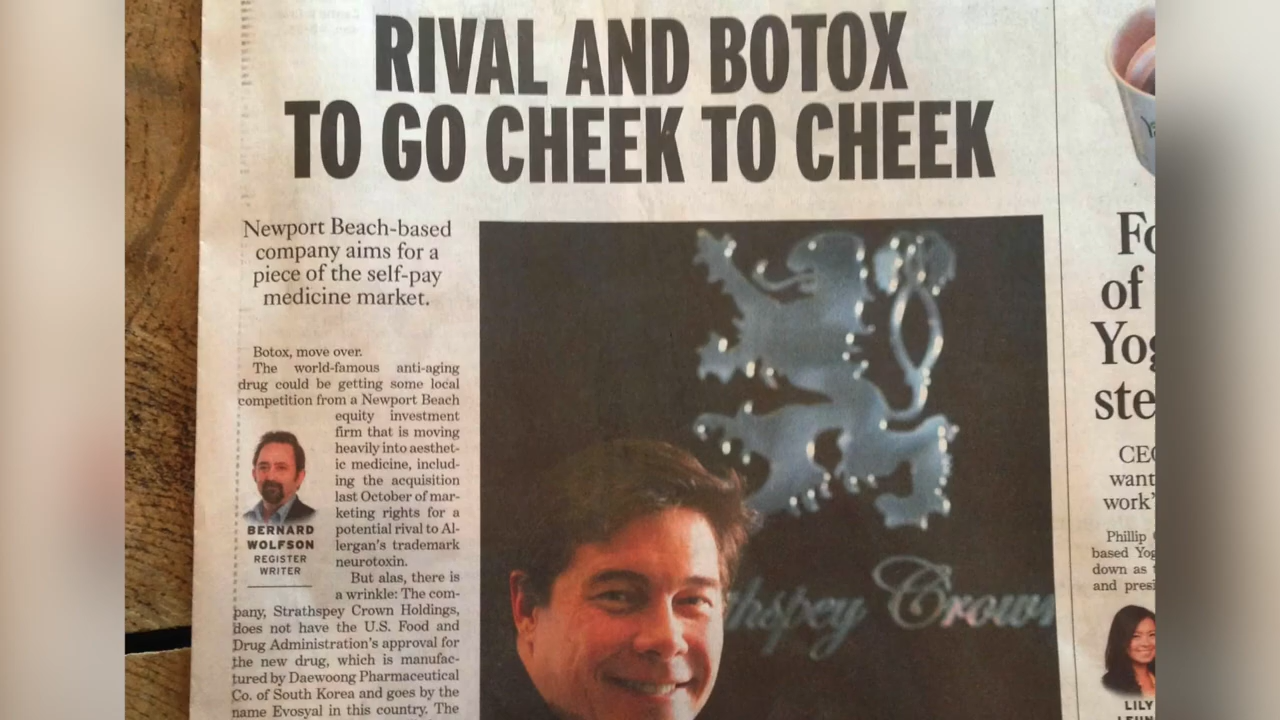 RIVAL AND BOTOX
TO GO CHEEK TO CHEEK
Newport Beach-based
company aims for a
piece of the self-pay
medicine market.
Botox, move over.
The world-famous anti-aging
drug could be getting some local
competition from a Newport Beach
equity investment
firm that is moving
heavily into aesthet-
ic medicine, includ-
ing the acquisition
last October of mar-
keting rights for a
potential rival to Al-
lergan's trademark
neurotoxin.
But alas, there is
a wrinkle: The com-
pany, Strathspey Crown Holdings,
does not have the U.S. Food and
Drug Administration's approval for
the new drug, which is manufac-
tured by Daewoong Pharmaceutical
Co. of South Korea and goes by the
name Evosyal in this country. The
BERNARD
WOLFSON
REGISTER
WRITER
thspey Crown
Fo
of
Yog
ste
CEO
want
work'
Phillip
based Yog
down as
and presi
LILY